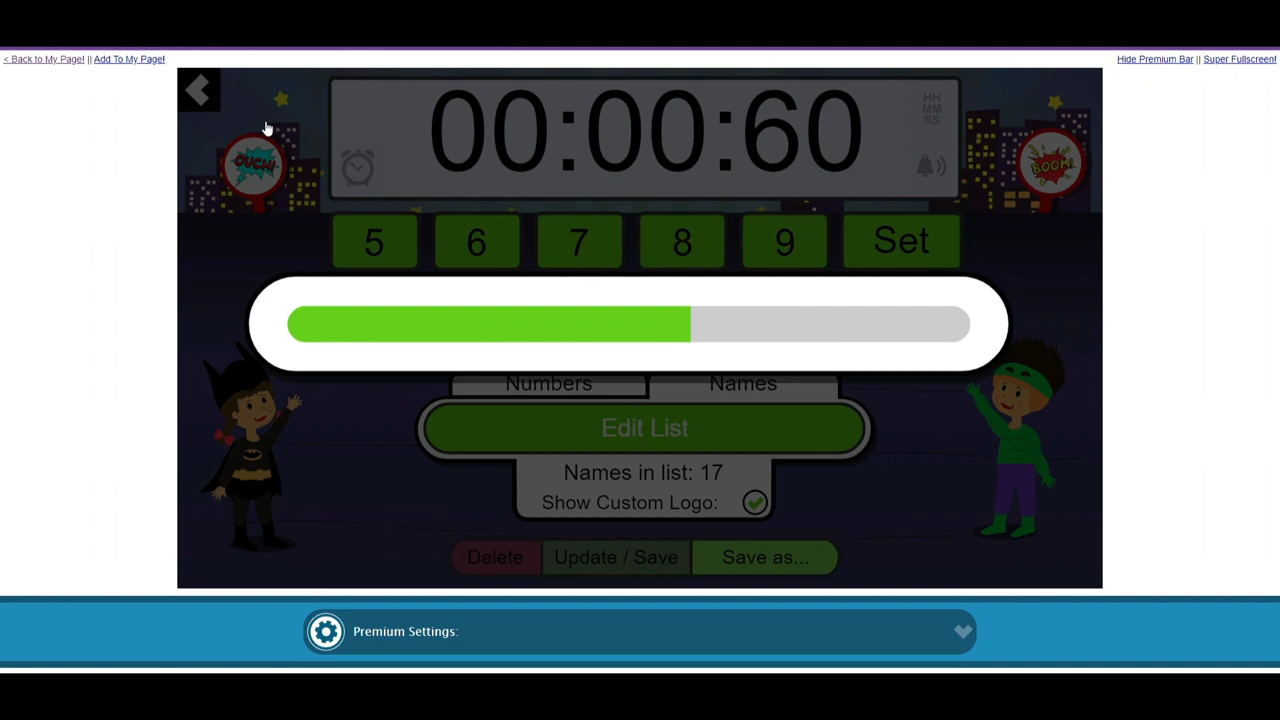 < Back to My Page! || Add To My Page!
Hide Premium Bar || Super Fullscreen!
00:00:60
HH
MM
SS
OUCH!
BOOM!
5 6 7 8 9 Set
Numbers Names
Edit List
Names in list: 17
Show Custom Logo:
Delete Update / Save Save as...
Premium Settings: